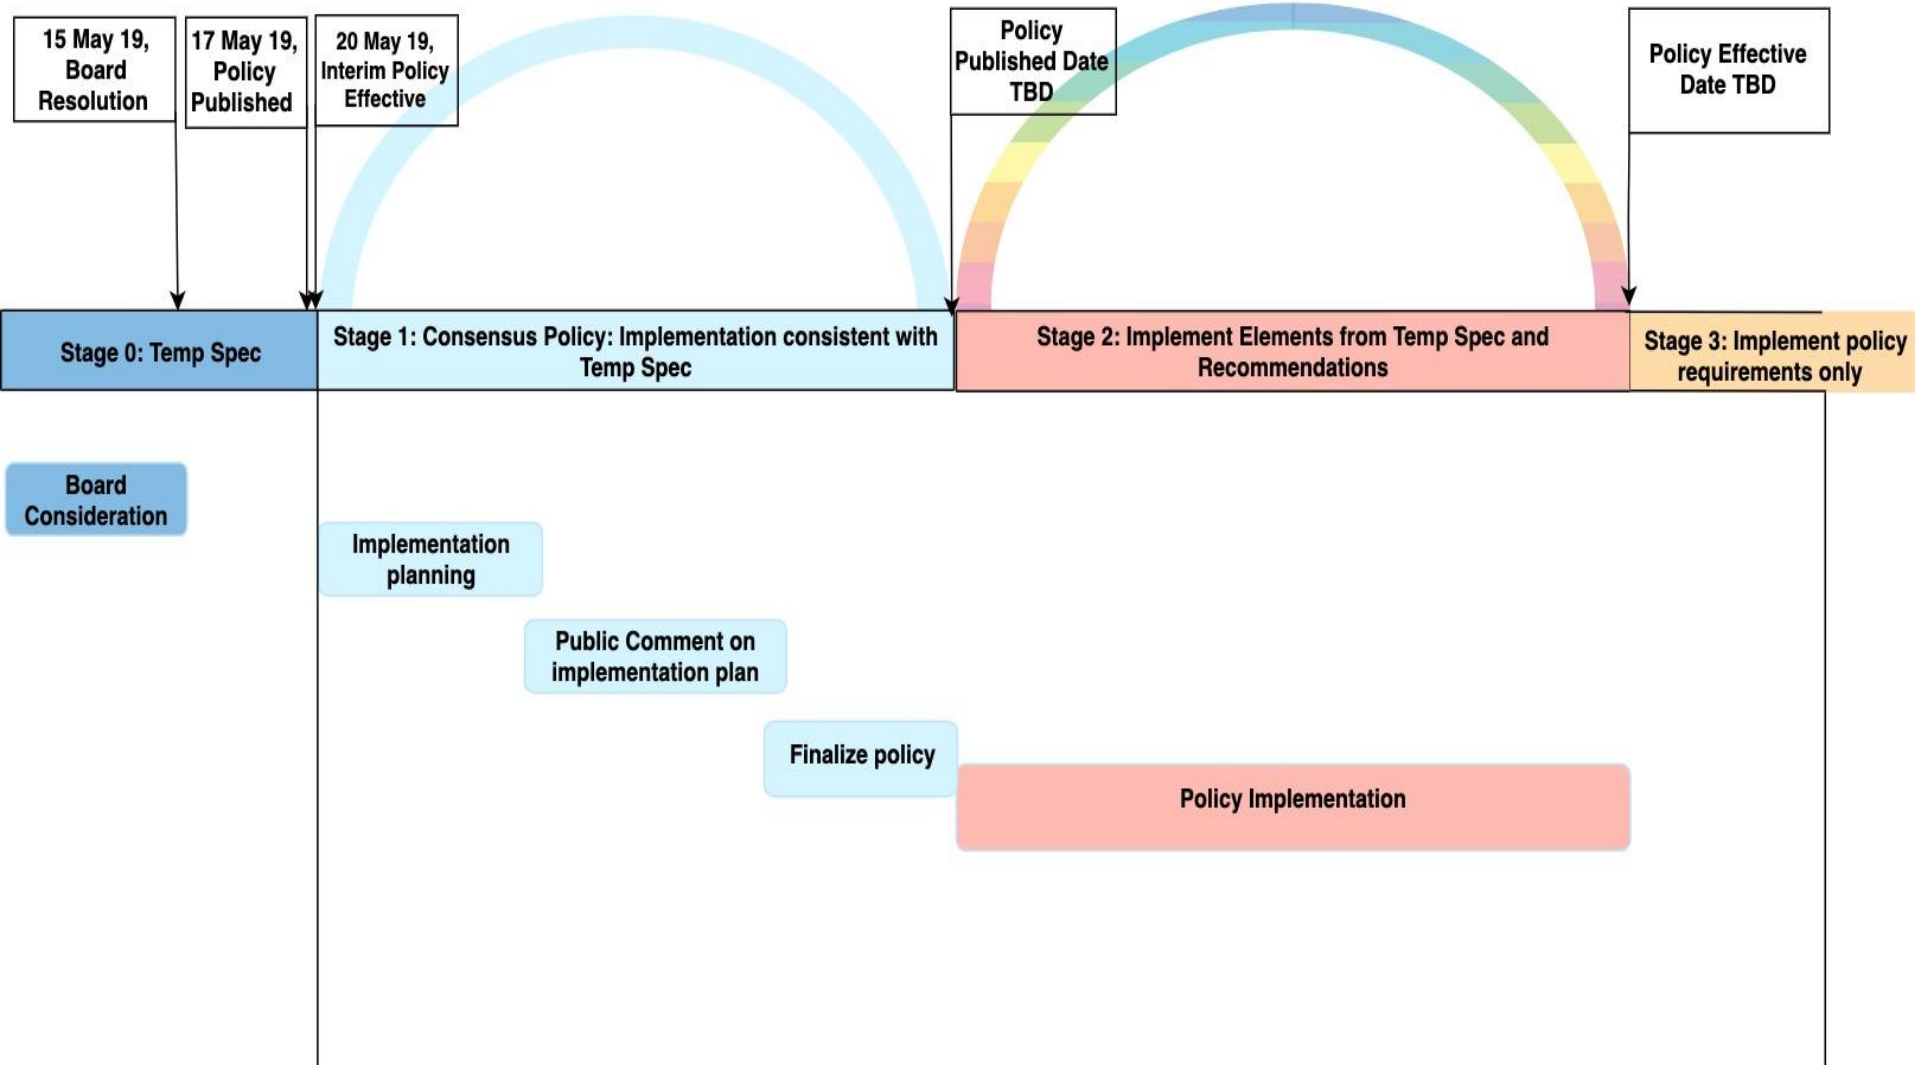 15 May 19,
Board
Resolution
17 May 19,
Policy
Published
20 May 19,
Interim Policy
Effective
Policy
Published Date
TBD
Policy Effective
Date TBD
Stage 0: Temp Spec
Stage 1: Consensus Policy: Implementation consistent with
Temp Spec
Stage 2: Implement Elements from Temp Spec and
Recommendations
Stage 3: Implement policy
requirements only
Board
Consideration
Implementation
planning
Public Comment on
implementation plan
Finalize policy
Policy Implementation